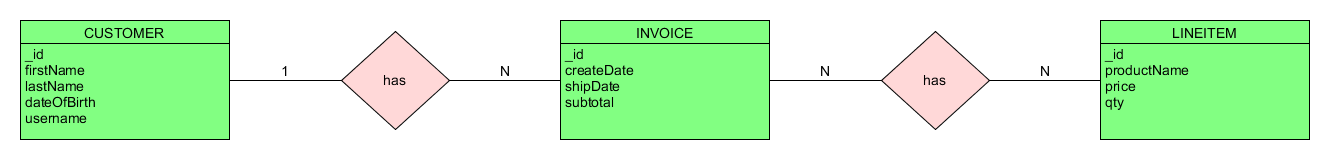 CUSTOMER
_id
firstName
lastName
dateOfBirth
username
1
has
N
INVOICE
_id
createDate
shipDate
subtotal
N
has
N
LINEITEM
_id
productName
price
qty